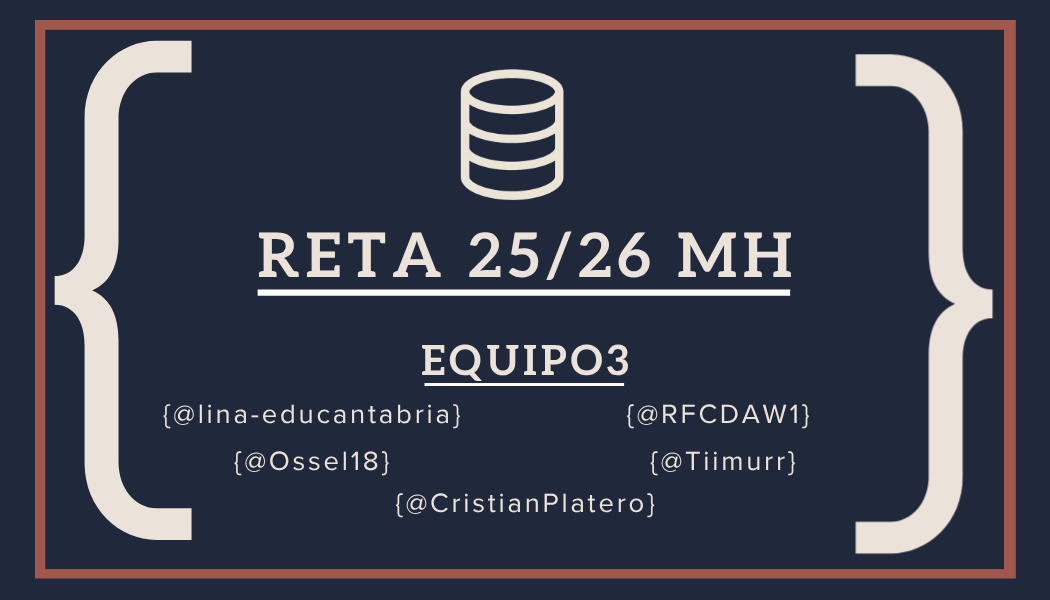 RETA 25/26 MH
EQUIPO3
{@lina-educantabria} {@RFCDAW1}
{@Ossel18} {@Tiimurr}
{@CristianPlatero}